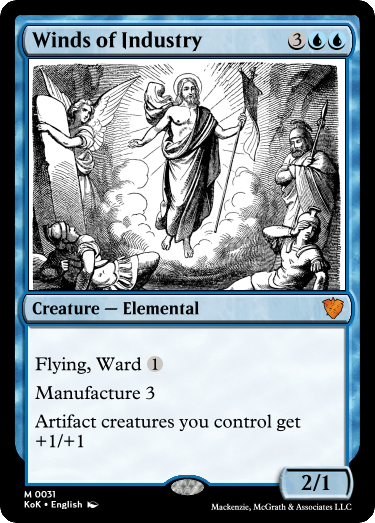 Winds of Industry 3
Creature — Elemental
Flying, Ward 1
Manufacture 3
Artifact creatures you control get
+1/+1
2/1
M 0031
KoK • English
Mackenzie, McGrath & Associates LLC